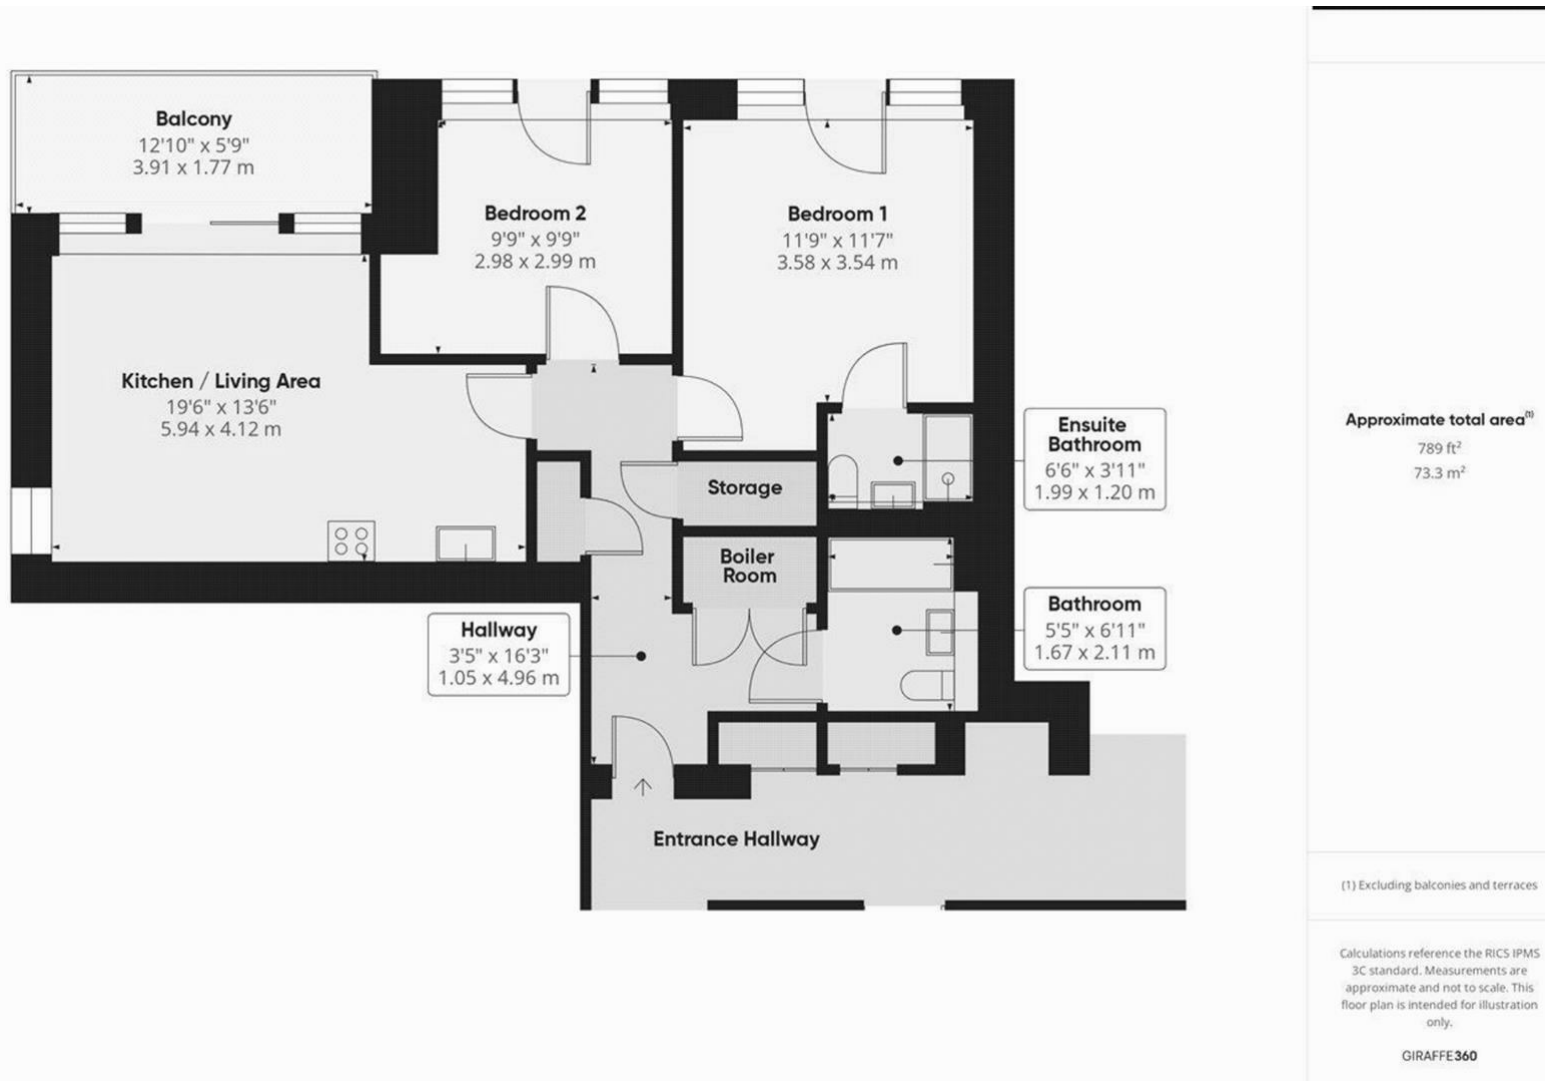 Balcony
12'10" x 5'9"
3.91 x 1.77 m
Bedroom 2
9'9" x 9'9"
2.98 x 2.99 m
Bedroom 1
11'9" x 11'7"
3.58 x 3.54 m
Kitchen / Living Area
19'6" x 13'6"
5.94 x 4.12 m
Ensuite
Bathroom
6'6" x 3'11"
1.99 x 1.20 m
Storage
Boiler
Room
Bathroom
5'5" x 6'11"
1.67 x 2.11 m
Hallway
3'5" x 16'3"
1.05 x 4.96 m
Entrance Hallway
Approximate total area(1)
789 ft²
73.3 m²
(1) Excluding balconies and terraces
Calculations reference the RICS IPMS
3C standard. Measurements are
approximate and not to scale. This
floor plan is intended for illustration
only.
GIRAFFE360